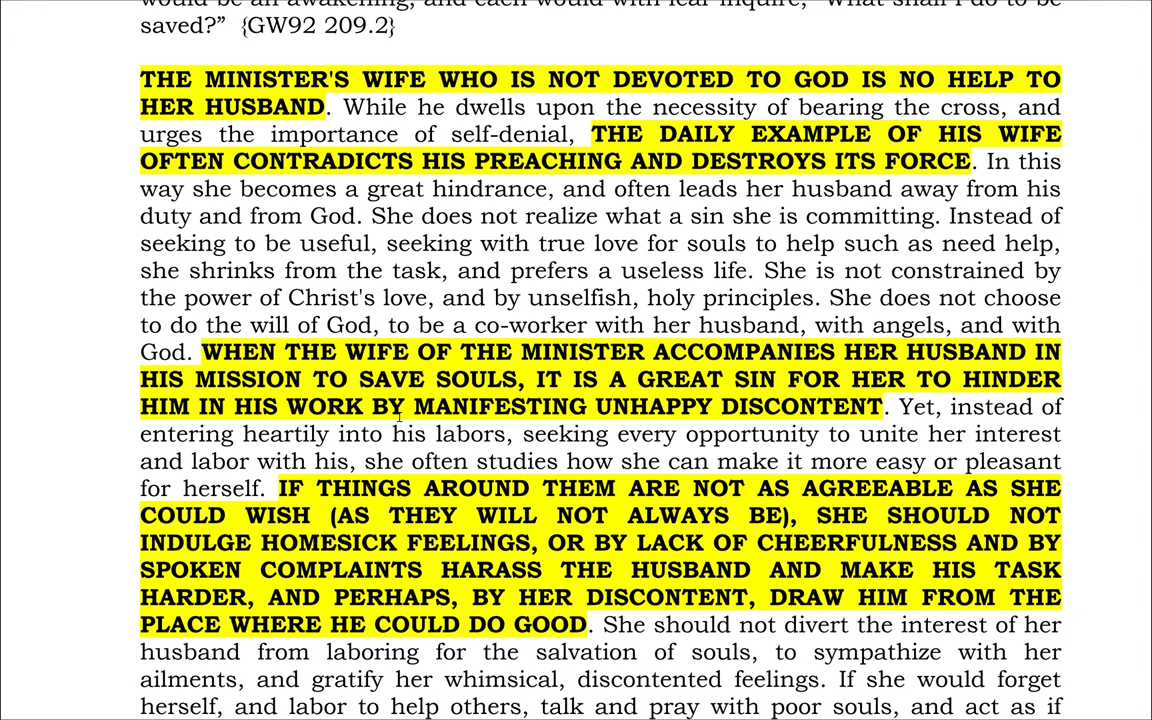 would be an awakening, and each would with fear inquire, “What shall I do to be
saved?” {GW92 209.2}
THE MINISTER'S WIFE WHO IS NOT DEVOTED TO GOD IS NO HELP TO
HER HUSBAND. While he dwells upon the necessity of bearing the cross, and
urges the importance of self-denial, THE DAILY EXAMPLE OF HIS WIFE
OFTEN CONTRADICTS HIS PREACHING AND DESTROYS ITS FORCE. In this
way she becomes a great hindrance, and often leads her husband away from his
duty and from God. She does not realize what a sin she is committing. Instead of
seeking to be useful, seeking with true love for souls to help such as need help,
she shrinks from the task, and prefers a useless life. She is not constrained by
the power of Christ's love, and by unselfish, holy principles. She does not choose
to do the will of God, to be a co-worker with her husband, with angels, and with
God. WHEN THE WIFE OF THE MINISTER ACCOMPANIES HER HUSBAND IN
HIS MISSION TO SAVE SOULS, IT IS A GREAT SIN FOR HER TO HINDER
HIM IN HIS WORK BY MANIFESTING UNHAPPY DISCONTENT. Yet, instead of
entering heartily into his labors, seeking every opportunity to unite her interest
and labor with his, she often studies how she can make it more easy or pleasant
for herself. IF THINGS AROUND THEM ARE NOT AS AGREEABLE AS SHE
COULD WISH (AS THEY WILL NOT ALWAYS BE), SHE SHOULD NOT
INDULGE HOMESICK FEELINGS, OR BY LACK OF CHEERFULNESS AND BY
SPOKEN COMPLAINTS HARASS THE HUSBAND AND MAKE HIS TASK
HARDER, AND PERHAPS, BY HER DISCONTENT, DRAW HIM FROM THE
PLACE WHERE HE COULD DO GOOD. She should not divert the interest of her
husband from laboring for the salvation of souls, to sympathize with her
ailments, and gratify her whimsical, discontented feelings. If she would forget
herself, and labor to help others, talk and pray with poor souls, and act as if